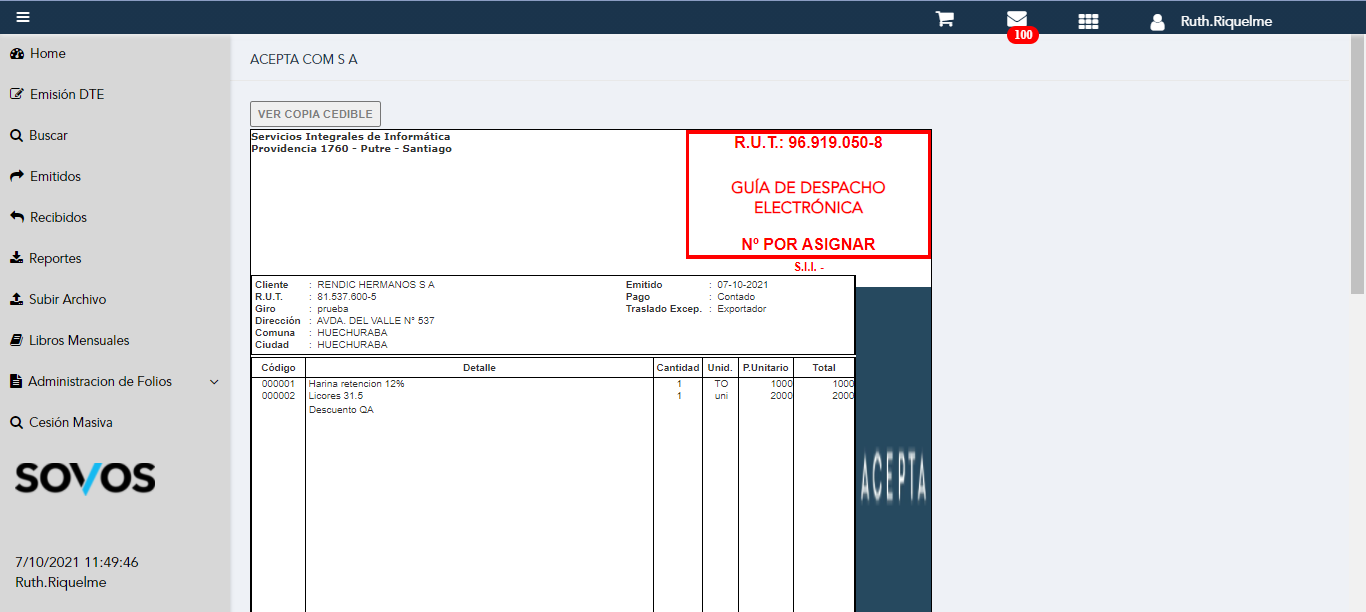 Ruth.Riquelme
100
Home
Emisión DTE
Buscar
Emitidos
Recibidos
Reportes
Subir Archivo
Libros Mensuales
Administracion de Folios
Cesión Masiva
SOVOS
7/10/2021 11:49:46
Ruth.Riquelme
ACEPTA COM S A
VER COPIA CEDIBLE
Servicios Integrales de Informática
Providencia 1760 - Putre - Santiago
R.U.T.: 96.919.050-8
GUÍA DE DESPACHO
ELECTRÓNICA
Nº POR ASIGNAR
S.I.I. -
Cliente : RENDIC HERMANOS S A Emitido : 07-10-2021
R.U.T. : 81.537.600-5 Pago : Contado
Giro : prueba Traslado Excep. : Exportador
Dirección : AVDA. DEL VALLE N° 537
Comuna : HUECHURABA
Ciudad : HUECHURABA
Código Detalle Cantidad Unid. P.Unitario Total
000001 Harina retencion 12% 1 TO 1000 1000
000002 Licores 31.5 1 uni 2000 2000
Descuento QA
ACEPTA